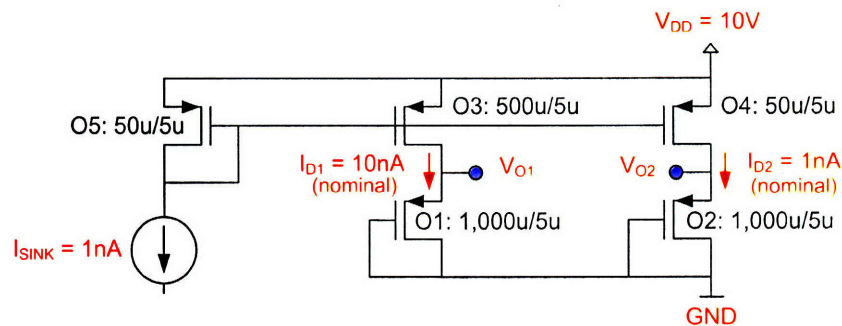 V_DD = 10V
O5: 50u/5u
O3: 500u/5u
O4: 50u/5u
I_D1 = 10nA
(nominal)
V_O1
V_O2
I_D2 = 1nA
(nominal)
O1: 1,000u/5u
O2: 1,000u/5u
I_SINK = 1nA
GND